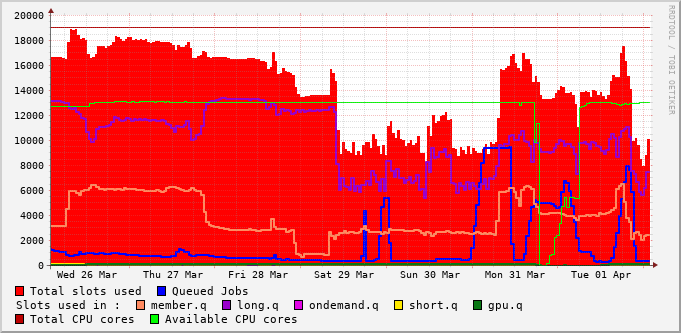 20000
18000
16000
14000
12000
10000
8000
6000
4000
2000
0
Wed 26 Mar Thu 27 Mar Fri 28 Mar Sat 29 Mar Sun 30 Mar Mon 31 Mar Tue 01 Apr
Total slots used Queued Jobs
Slots used in : member.q long.q ondemand.q short.q gpu.q
Total CPU cores Available CPU cores
RRDTOOL / TOBI OETIKER